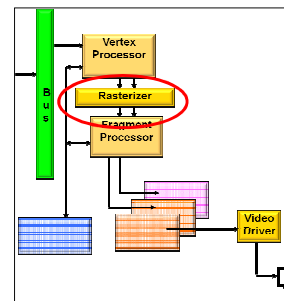 Vertex
Processor
B
u
s
Rasterizer
Fragment
Processor
Video
Driver